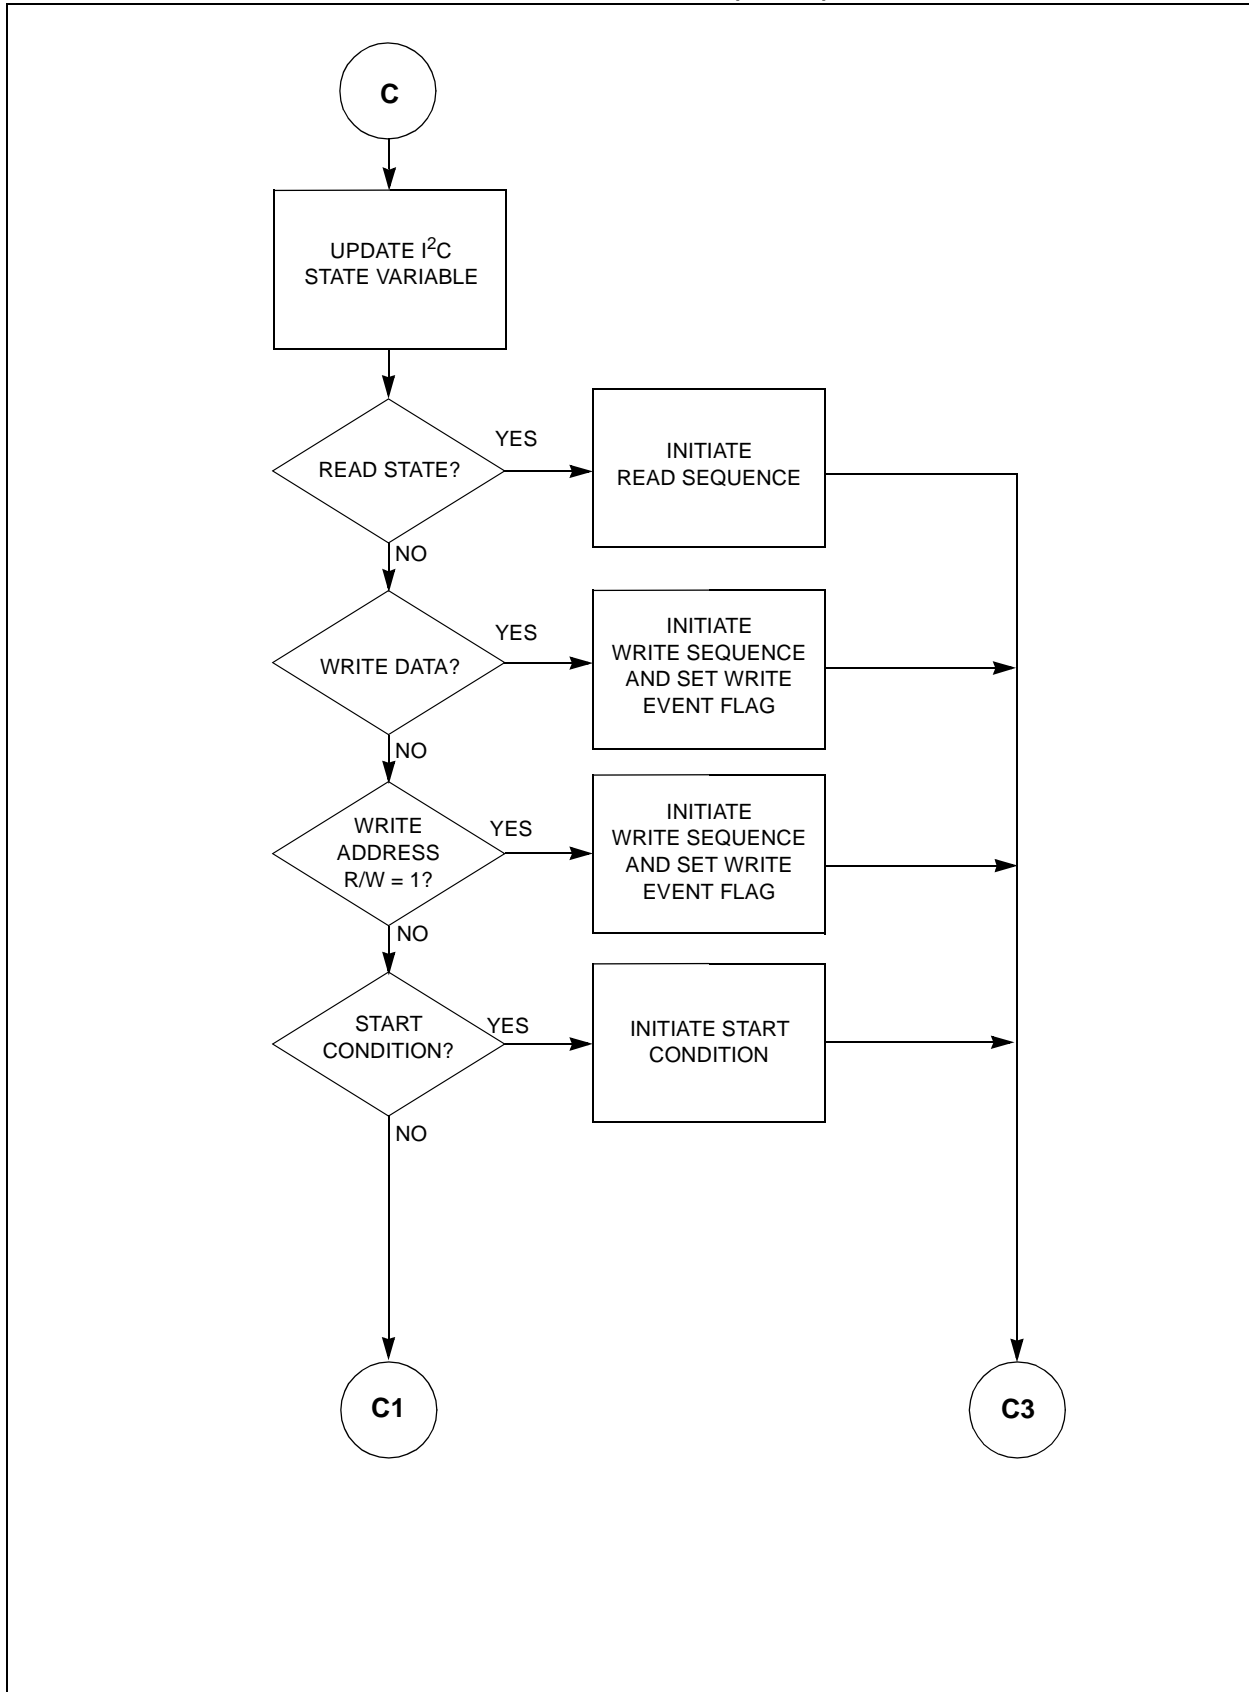 C
UPDATE I²C
STATE VARIABLE
READ STATE?
YES
INITIATE
READ SEQUENCE
NO
WRITE DATA?
YES
INITIATE
WRITE SEQUENCE
AND SET WRITE
EVENT FLAG
NO
WRITE
ADDRESS
R/W = 1?
YES
INITIATE
WRITE SEQUENCE
AND SET WRITE
EVENT FLAG
NO
START
CONDITION?
YES
INITIATE START
CONDITION
NO
C1
C3